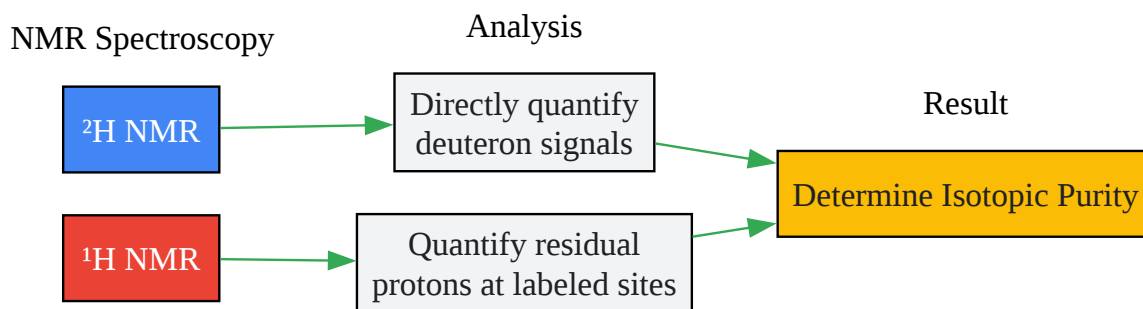 NMR Spectroscopy
Analysis
Result
²H NMR
Directly quantify
deuteron signals
Determine Isotopic Purity
¹H NMR
Quantify residual
protons at labeled sites